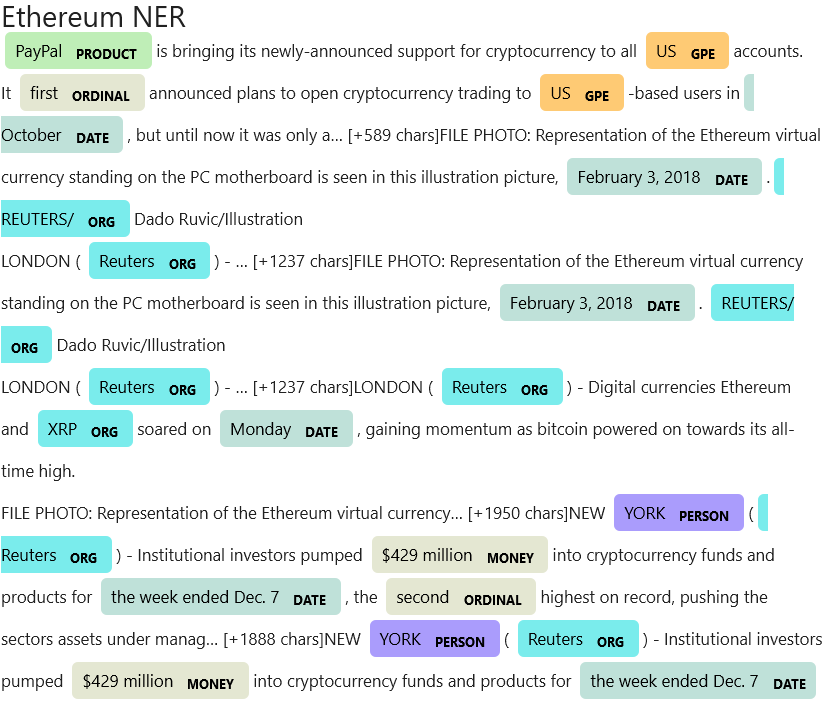 Ethereum NER
PayPal PRODUCT is bringing its newly-announced support for cryptocurrency to all US GPE accounts.
It first ORDINAL announced plans to open cryptocurrency trading to US GPE -based users in
October DATE , but until now it was only a... [+589 chars]FILE PHOTO: Representation of the Ethereum virtual
currency standing on the PC motherboard is seen in this illustration picture, February 3, 2018 DATE .
REUTERS/ ORG Dado Ruvic/Illustration
LONDON ( Reuters ORG ) - ... [+1237 chars]FILE PHOTO: Representation of the Ethereum virtual currency
standing on the PC motherboard is seen in this illustration picture, February 3, 2018 DATE . REUTERS/
ORG Dado Ruvic/Illustration
LONDON ( Reuters ORG ) - ... [+1237 chars]LONDON ( Reuters ORG ) - Digital currencies Ethereum
and XRP ORG soared on Monday DATE , gaining momentum as bitcoin powered on towards its all-
time high.
FILE PHOTO: Representation of the Ethereum virtual currency... [+1950 chars]NEW YORK PERSON (
Reuters ORG ) - Institutional investors pumped $429 million MONEY into cryptocurrency funds and
products for the week ended Dec. 7 DATE , the second ORDINAL highest on record, pushing the
sectors assets under manag... [+1888 chars]NEW YORK PERSON ( Reuters ORG ) - Institutional investors
pumped $429 million MONEY into cryptocurrency funds and products for the week ended Dec. 7 DATE